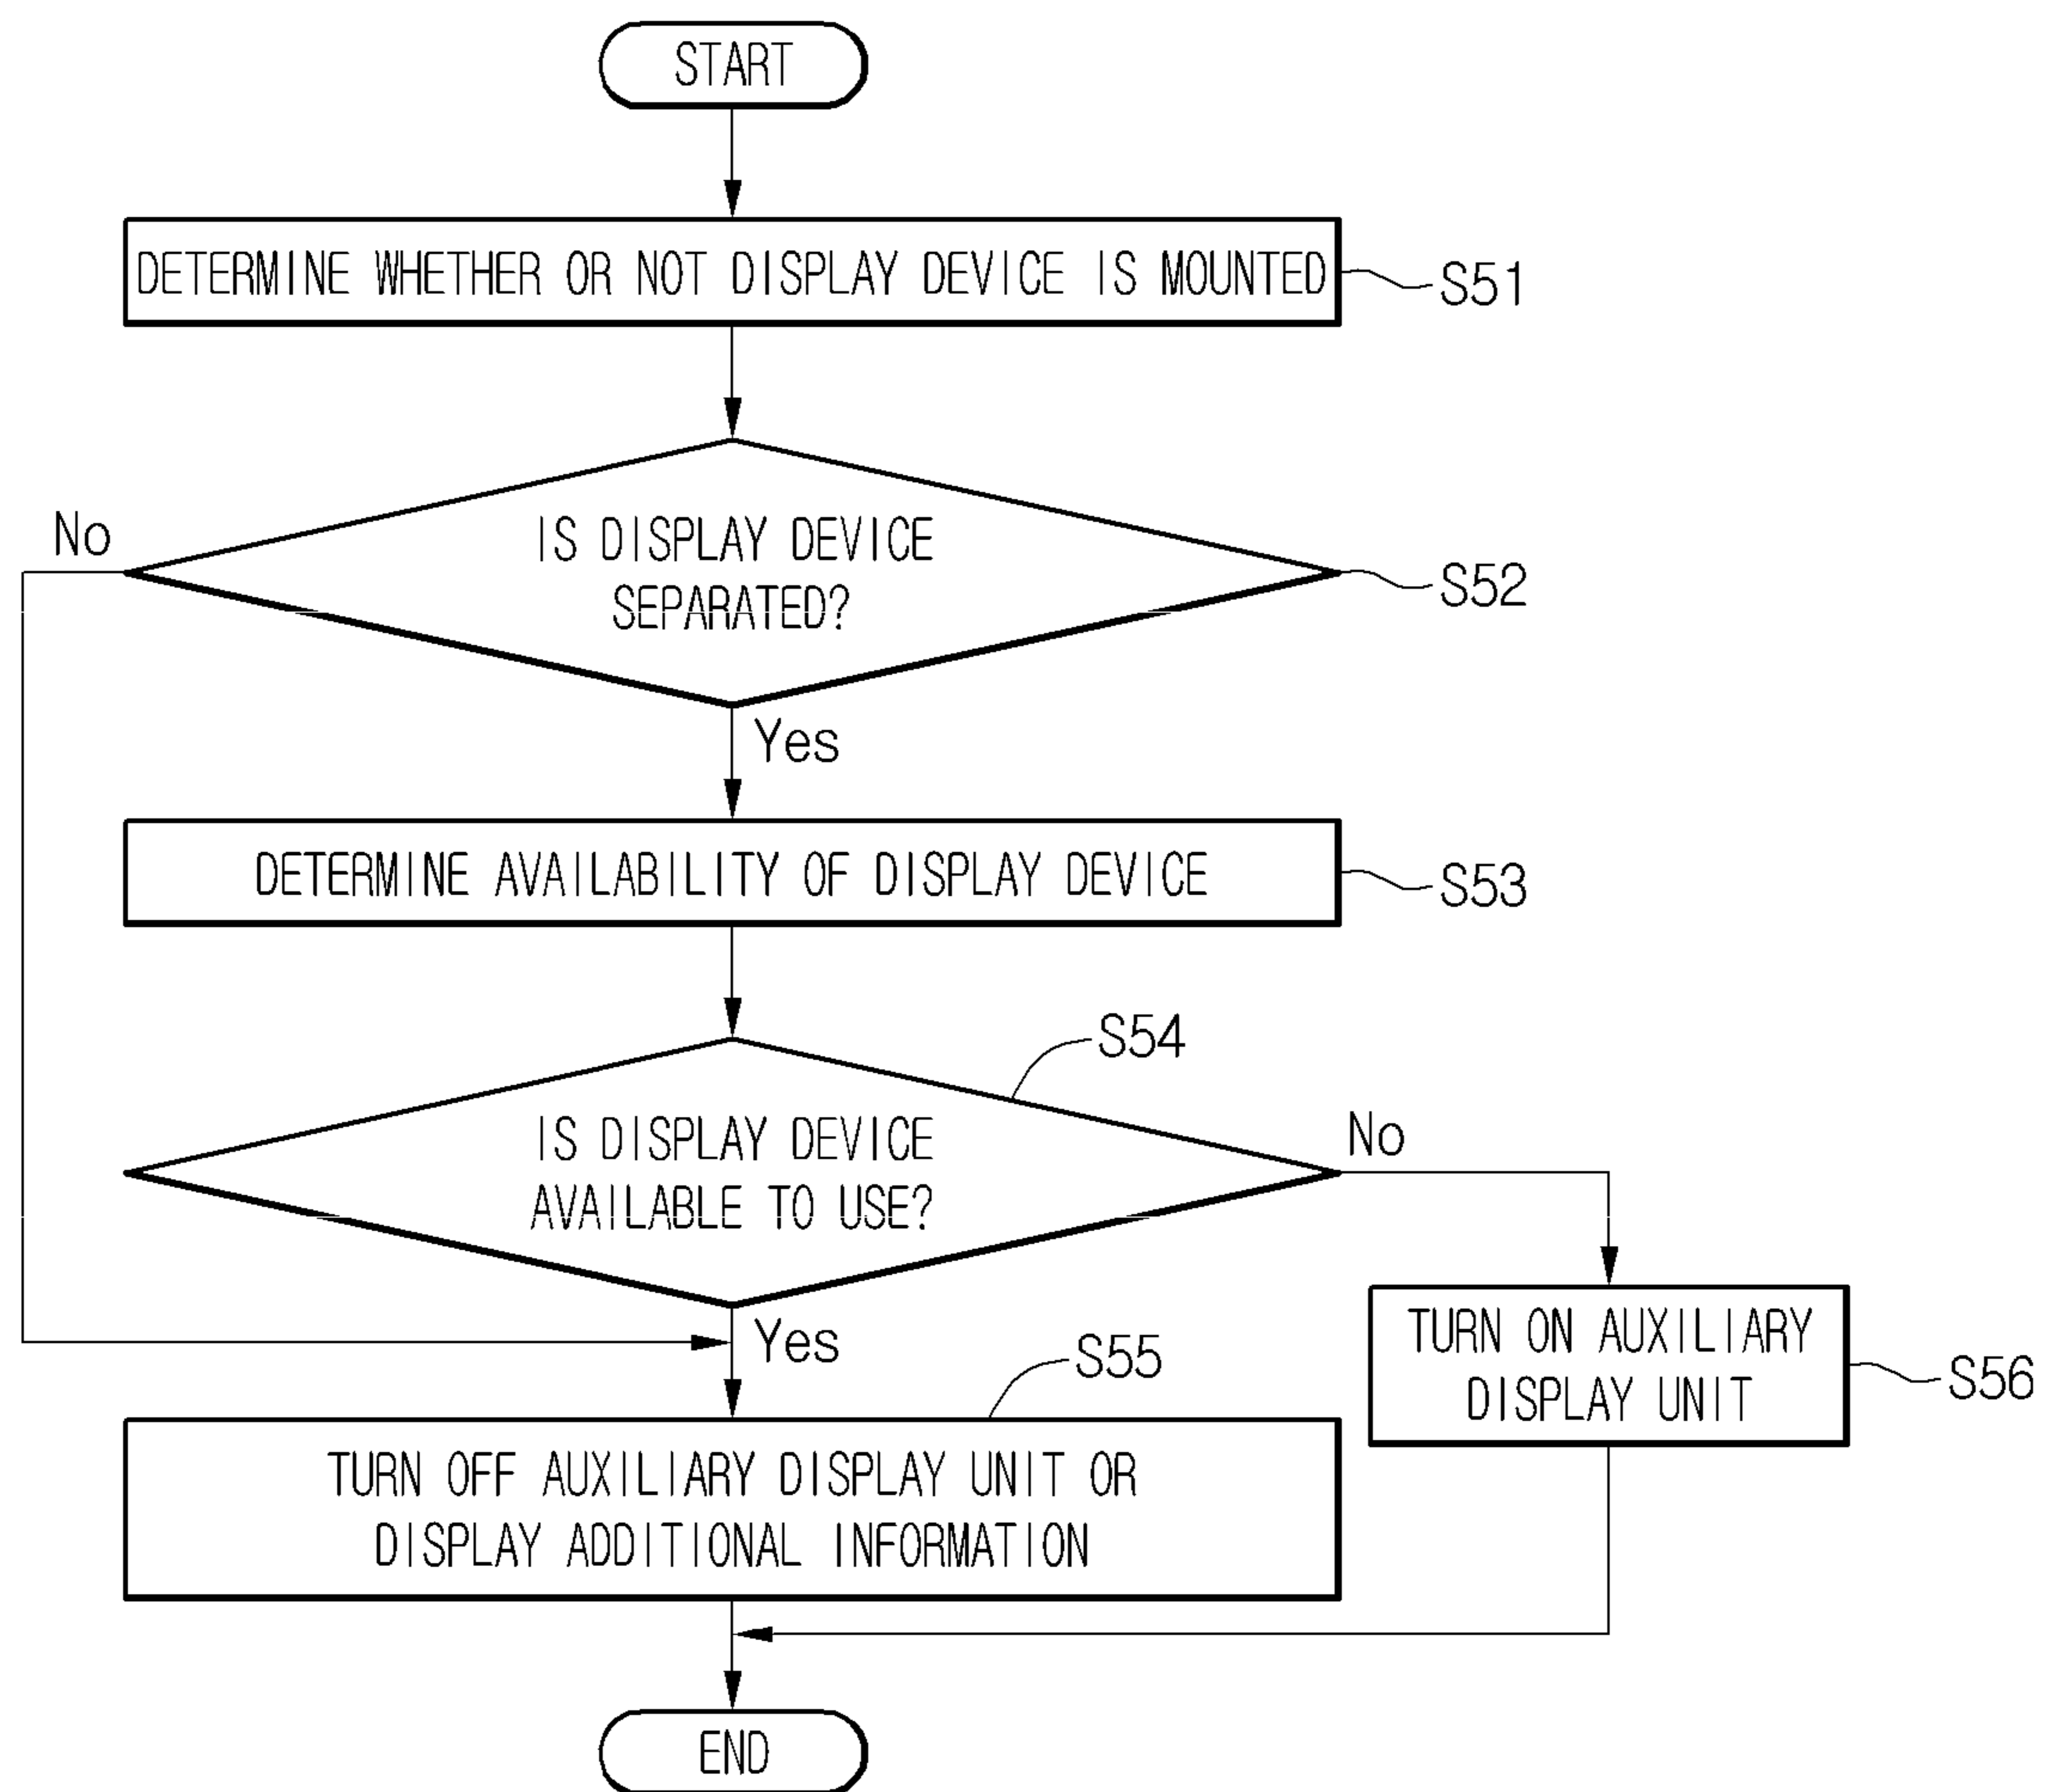 START
DETERMINE WHETHER OR NOT DISPLAY DEVICE IS MOUNTED
S51
No
IS DISPLAY DEVICE
SEPARATED?
S52
Yes
DETERMINE AVAILABILITY OF DISPLAY DEVICE
S53
S54
IS DISPLAY DEVICE
AVAILABLE TO USE?
No
Yes
S55
TURN ON AUXILIARY
DISPLAY UNIT
S56
TURN OFF AUXILIARY DISPLAY UNIT OR
DISPLAY ADDITIONAL INFORMATION
END